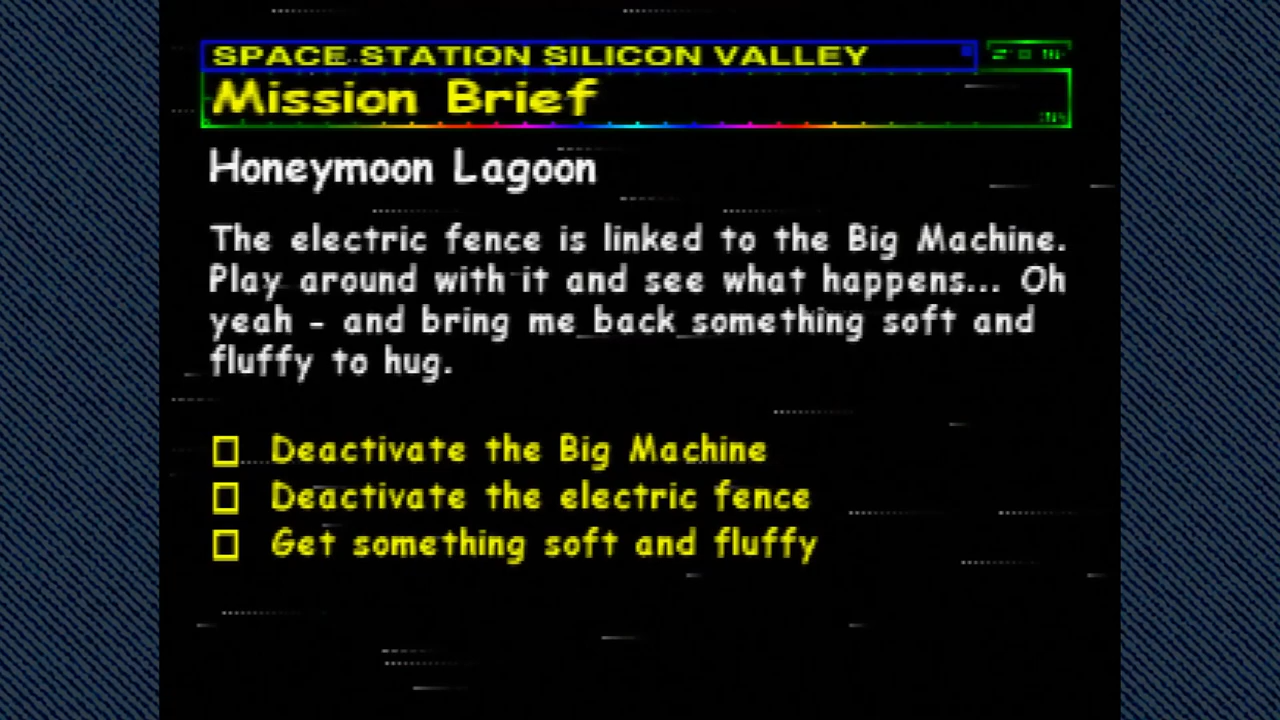 SPACE STATION SILICON VALLEY
Mission Brief
Honeymoon Lagoon
The electric fence is linked to the Big Machine.
Play around with it and see what happens... Oh
yeah - and bring me back something soft and
fluffy to hug.
Deactivate the Big Machine
Deactivate the electric fence
Get something soft and fluffy